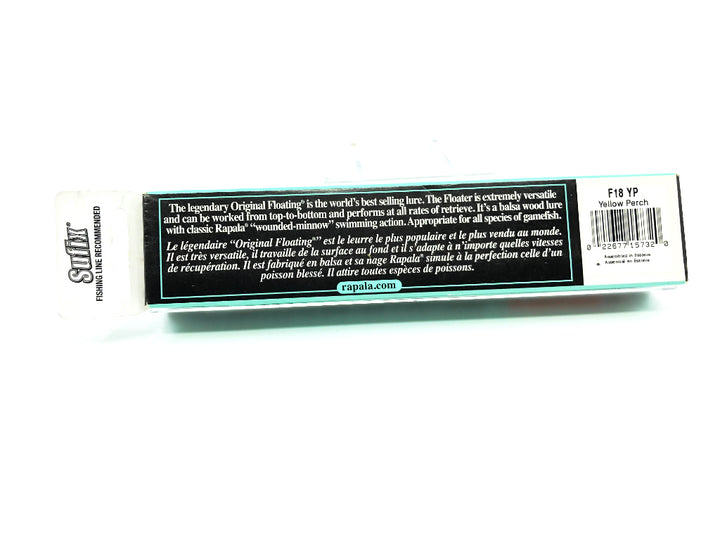 Sufix®
FISHING LINE RECOMMENDED
The legendary Original Floating® is the world's best selling lure. The Floater is extremely versatile
and can be worked from top-to-bottom and performs at all rates of retrieve. It's a balsa wood lure
with classic Rapala® “wounded-minnow” swimming action. Appropriate for all species of gamefish.
Le légendaire “Original Floating®” est le leurre le plus populaire et le plus vendu au monde.
Il est très versatile, il travaille de la surface au fond et il s'adapte à n'importe quelles vitesses
de récupération. Il est fabriqué en balsa et sa nage Rapala® simule à la perfection celle d'un
poisson blessé. Il attire toutes espèces de poissons.
rapala.com
F18 YP
Yellow Perch
0 22677 15732 0
Assembled in Estonia